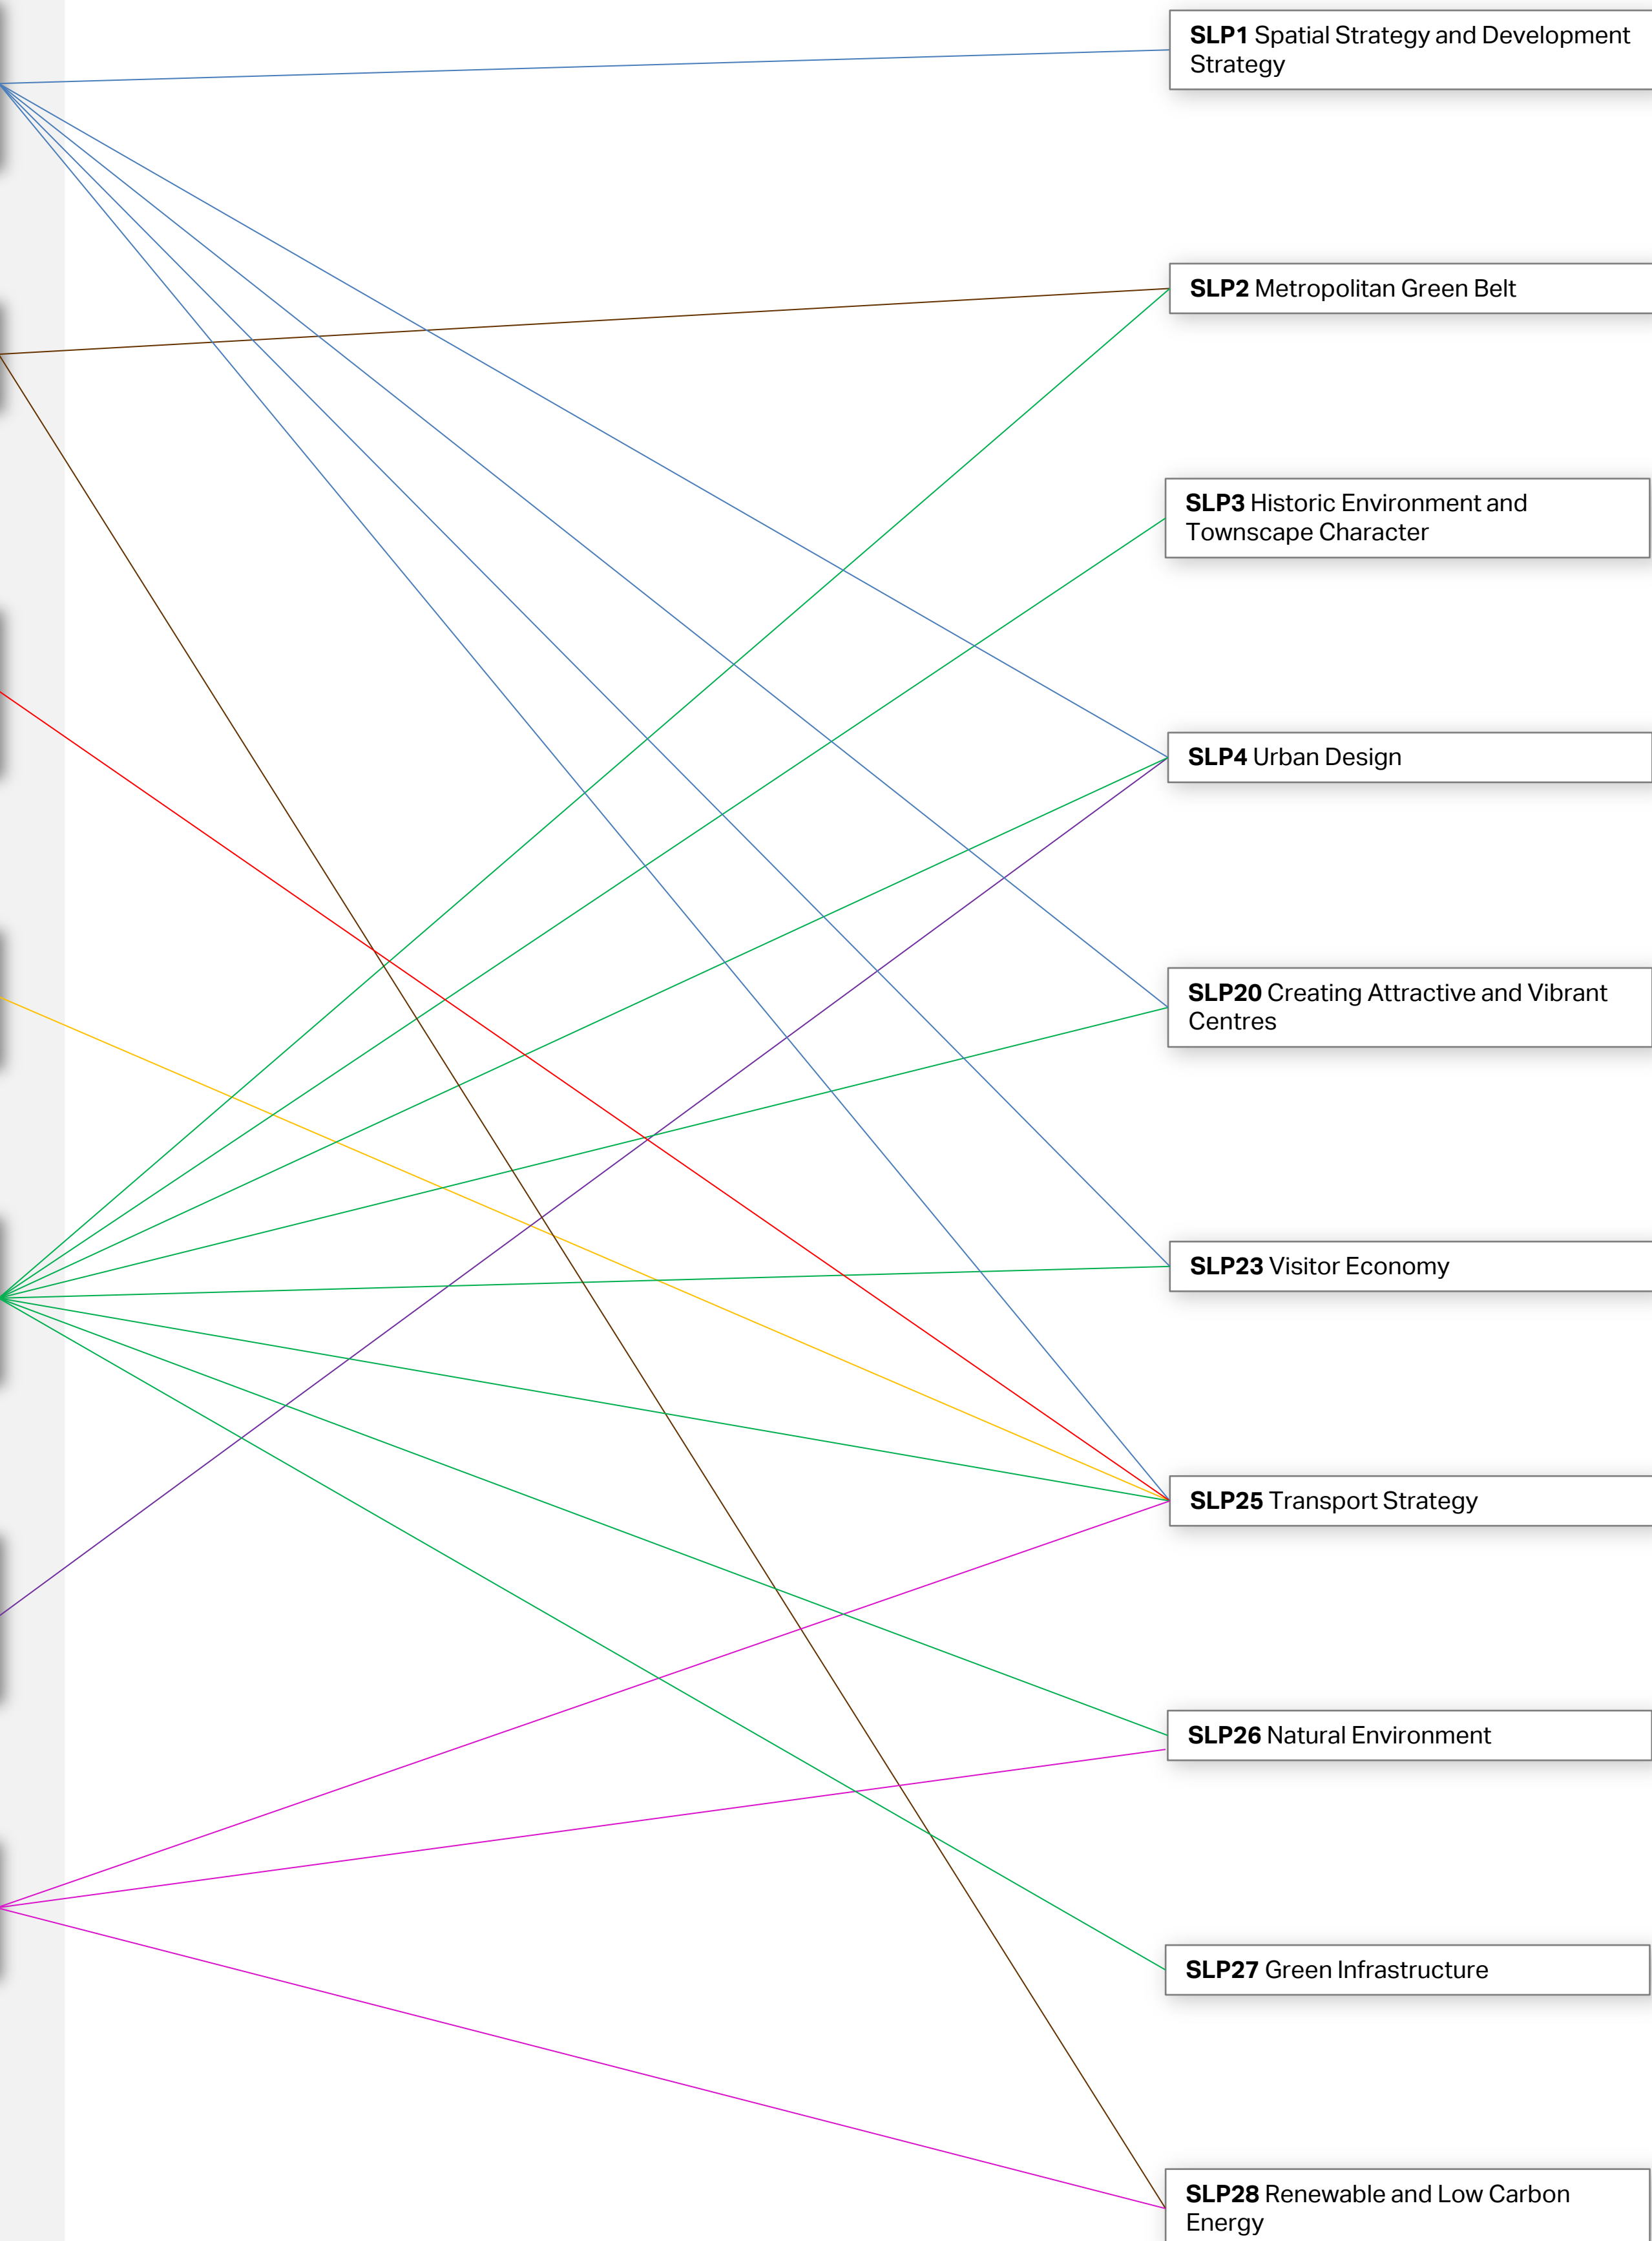 SLP1 Spatial Strategy and Development
Strategy
SLP2 Metropolitan Green Belt
SLP3 Historic Environment and
Townscape Character
SLP4 Urban Design
SLP20 Creating Attractive and Vibrant
Centres
SLP23 Visitor Economy
SLP25 Transport Strategy
SLP26 Natural Environment
SLP27 Green Infrastructure
SLP28 Renewable and Low Carbon
Energy